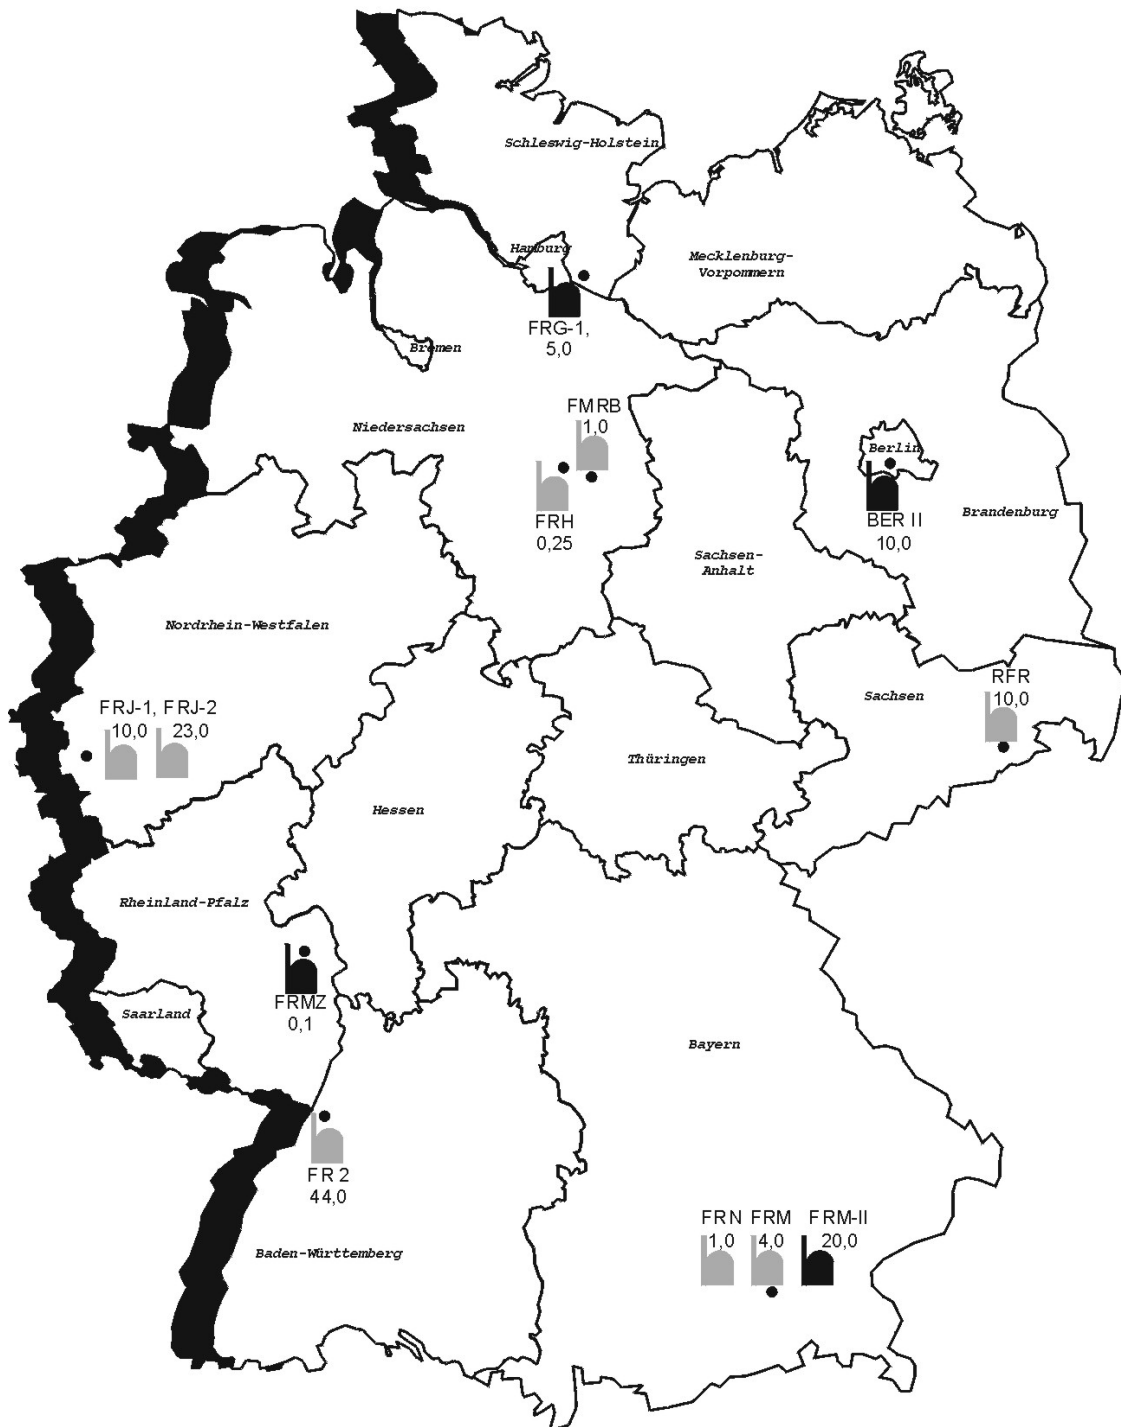 Schleswig-Holstein
Hamburg
Mecklenburg-
Vorpommern
FRG-1,
5,0
Bremen
Niedersachsen
FMRB
1,0
Berlin
FRH
0,25
BER II
10,0
Brandenburg
Sachsen-
Anhalt
Nordrhein-Westfalen
RFR
10,0
Sachsen
FRJ-1, FRJ-2
10,0 23,0
Thüringen
Hessen
Rheinland-Pfalz
FRMZ
0,1
Saarland
Bayern
FR 2
44,0
FRN FRM FRM-II
1,0 4,0 20,0
Baden-Württemberg